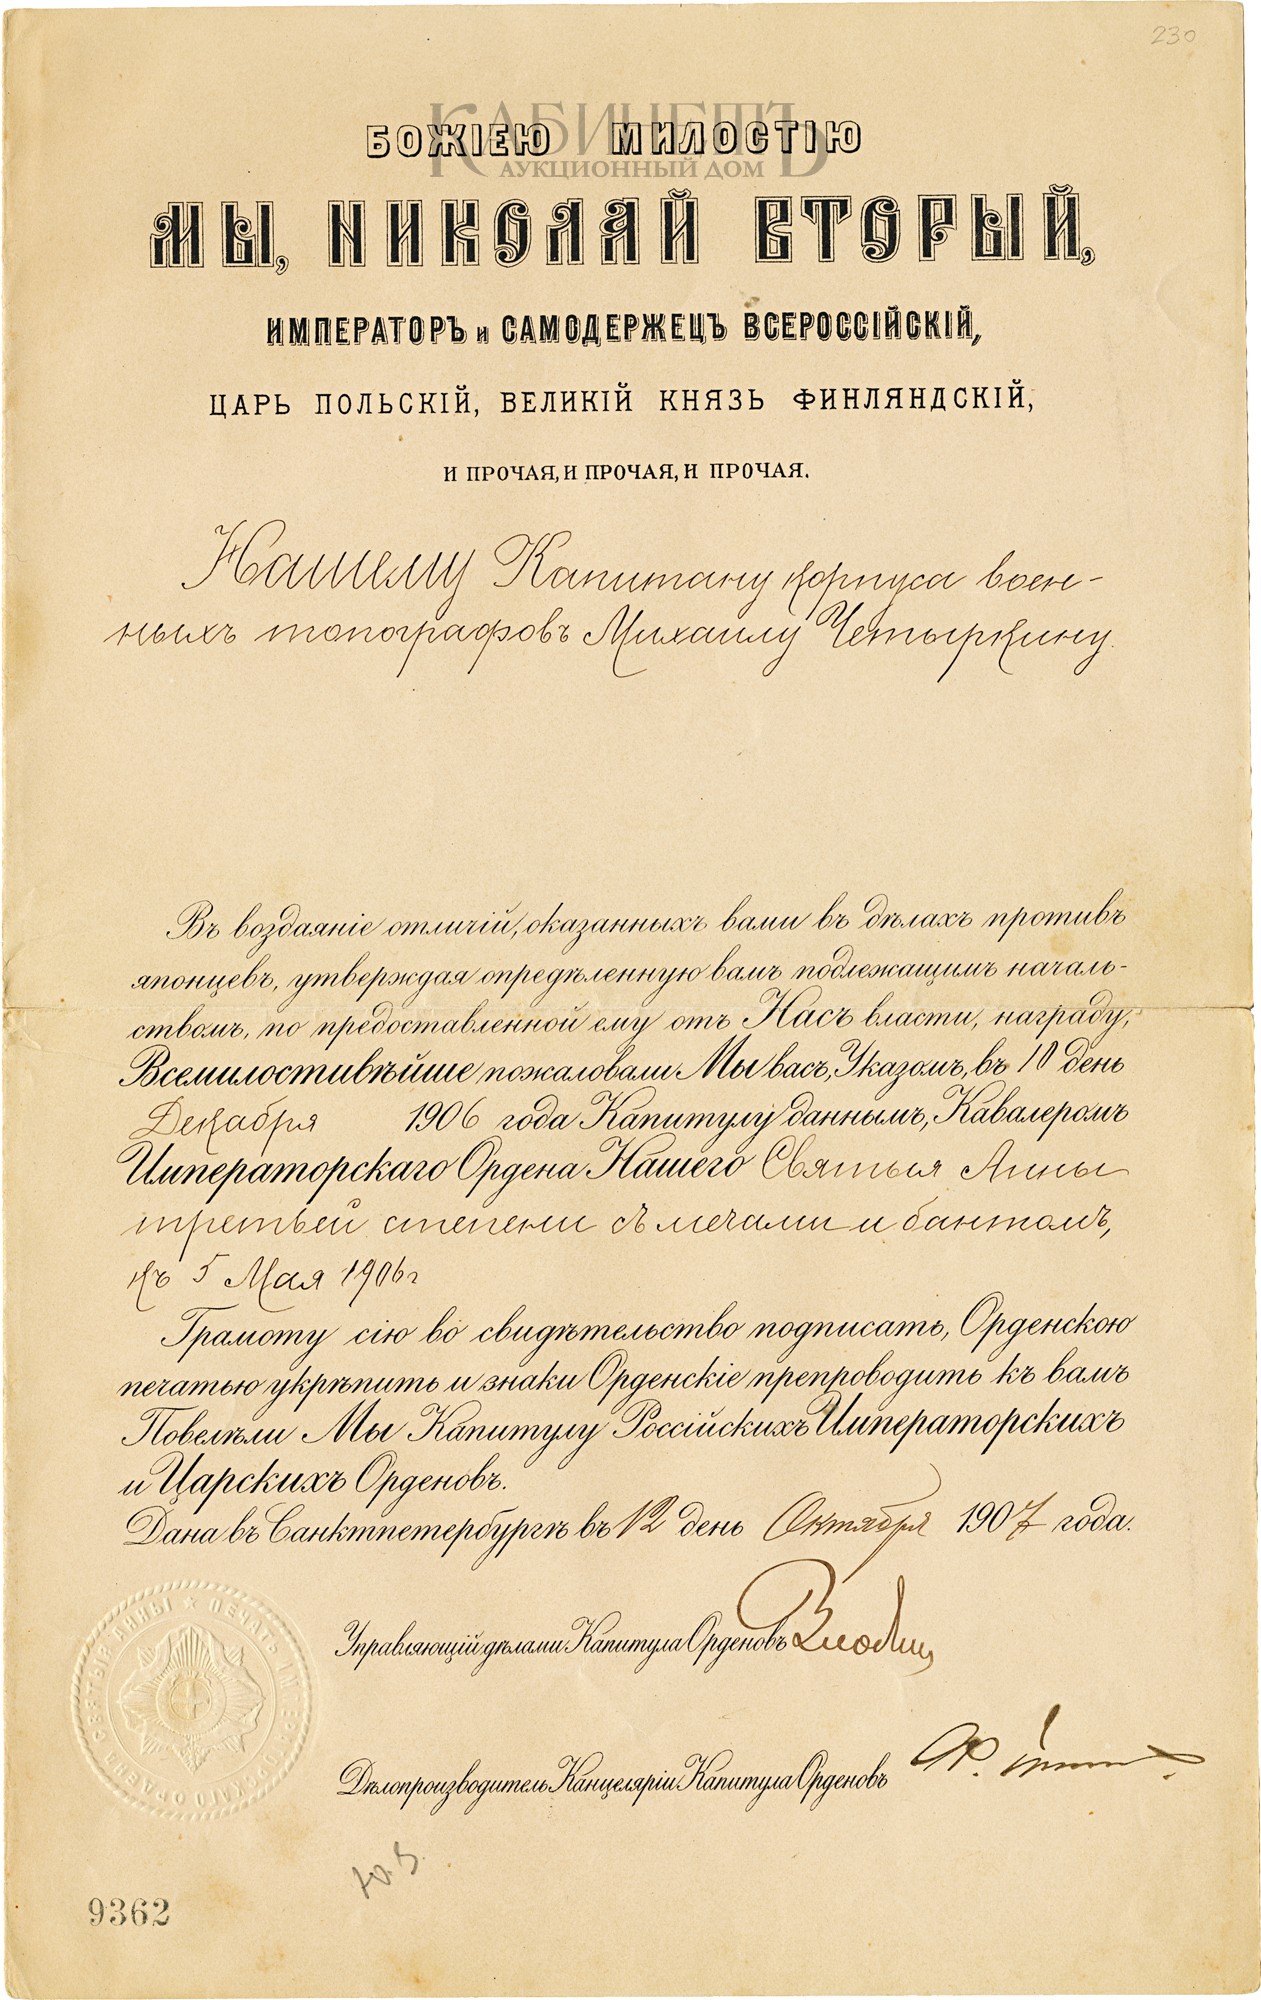 230
КАБИНЕТЪ
АУКЦИОННЫЙ ДОМ
БОЖІЕЮ МИЛОСТІЮ
МЫ, НИКОЛАЙ ВТОРЫЙ,
ИМПЕРАТОРЪ и САМОДЕРЖЕЦЪ ВСЕРОССІЙСКІЙ,
ЦАРЬ ПОЛЬСКІЙ, ВЕЛИКІЙ КНЯЗЬ ФИНЛЯНДСКІЙ,
И ПРОЧАЯ, И ПРОЧАЯ, И ПРОЧАЯ.
Нашему Капитану корпуса воен-
ныхъ топографовъ Михаилу Четыркину.
Въ воздаяніе отличій, оказанныхъ вами въ дѣлахъ противъ
японцевъ, утверждая опредѣленную вамъ подлежащимъ началь-
ствомъ, по предоставленной ему отъ Насъ власти, награду,
Всемилостивѣйше пожаловали Мы васъ, Указомъ, въ 10 день
Декабря 1906 года Капитулу даннымъ, Кавалеромъ
Императорскаго Ордена Нашего Святыя Анны
третьей степени съ мечами и бантомъ,
къ 5 Мая 1906 г
Грамоту сію во свидѣтельство подписать, Орденскою
печатью укрѣпить и знаки Орденскіе препроводить къ вамъ
Повелѣли Мы Капитулу Россійскихъ Императорскихъ
и Царскихъ Орденовъ.
Дана въ Санктпетербургѣ въ 12 день Октября 1907 года.
Управляющій дѣлами Капитула Орденовъ
Дѣлопроизводитель Канцеляріи Капитула Орденовъ
ПЕЧАТЬ ИМПЕРАТОРСКАГО ОРДЕНА СВЯТЫЯ АННЫ
9362